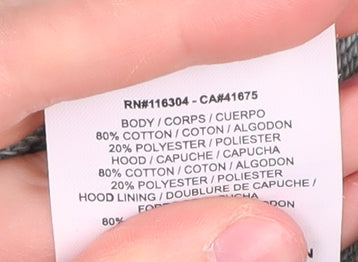 RN#116304 - CA#41675
BODY / CORPS / CUERPO
80% COTTON / COTON / ALGODON
20% POLYESTER / POLIESTER
HOOD / CAPUCHE / CAPUCHA
80% COTTON / COTON / ALGODON
20% POLYESTER / POLIESTER
HOOD LINING / DOUBLURE DE CAPUCHE /
80%